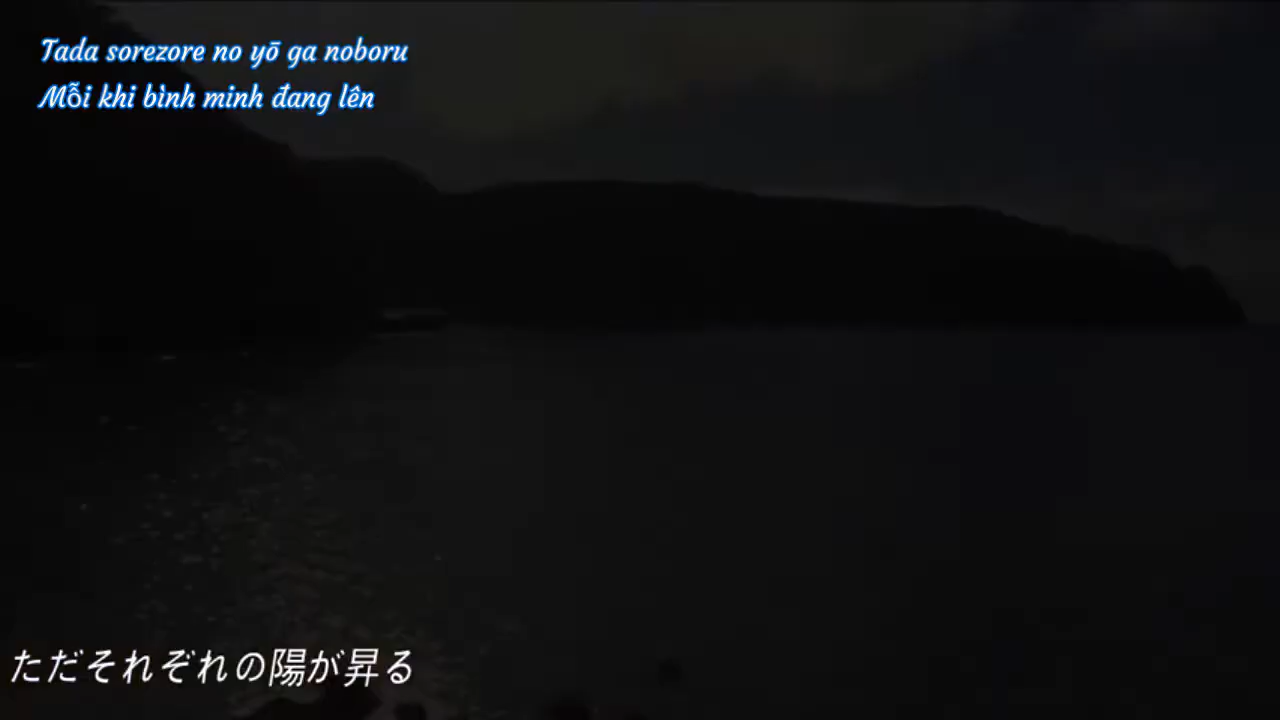 Tada sorezore no yō ga noboru
Mỗi khi bình minh đang lên
ただそれぞれの陽が昇る